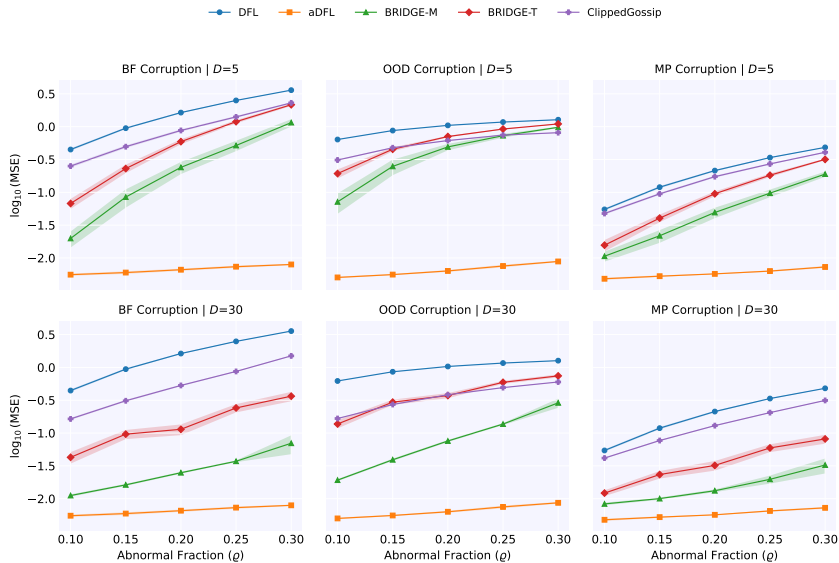 DFL aDFL BRIDGE-M BRIDGE-T ClippedGossip
BF Corruption | D=5 OOD Corruption | D=5 MP Corruption | D=5
log₁₀(MSE)
0.5
0.0
−0.5
−1.0
−1.5
−2.0
BF Corruption | D=30 OOD Corruption | D=30 MP Corruption | D=30
log₁₀(MSE)
0.5
0.0
−0.5
−1.0
−1.5
−2.0
0.10 0.15 0.20 0.25 0.30 0.10 0.15 0.20 0.25 0.30 0.10 0.15 0.20 0.25 0.30
Abnormal Fraction (ϱ) Abnormal Fraction (ϱ) Abnormal Fraction (ϱ)